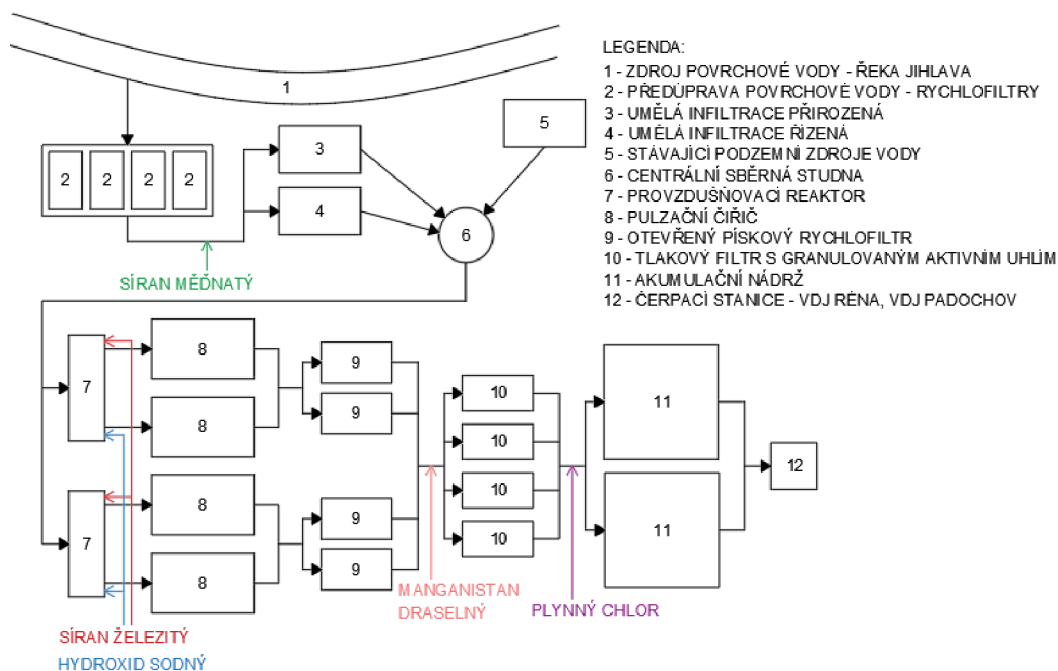 1
LEGENDA:
1 - ZDROJ POVRCHOVÉ VODY - ŘEKA JIHLAVA
2 - PŘEDÚPRAVA POVRCHOVÉ VODY - RYCHLOFILTRY
3 - UMĚLÁ INFILTRACE PŘIROZENÁ
4 - UMĚLÁ INFILTRACE ŘÍZENÁ
5 - STÁVAJÍCÍ PODZEMNÍ ZDROJE VODY
6 - CENTRÁLNÍ SBĚRNÁ STUDNA
7 - PROVZDUŠŇOVACÍ REAKTOR
8 - PULZAČNÍ ČIŘIČ
9 - OTEVŘENÝ PÍSKOVÝ RYCHLOFILTR
10 - TLAKOVÝ FILTR S GRANULOVANÝM AKTIVNÍM UHLÍM
11 - AKUMULAČNÍ NÁDRŽ
12 - ČERPACÍ STANICE - VDJ RÉNA, VDJ PADOCHOV
2 2 2 2
3
4
5
6
SÍRAN MĚĎNATÝ
7
8
8
9
9
10
10
10
10
11
11
12
7
8
8
9
9
MANGANISTAN
DRASELNÝ
PLYNNÝ CHLOR
SÍRAN ŽELEZITÝ
HYDROXID SODNÝ